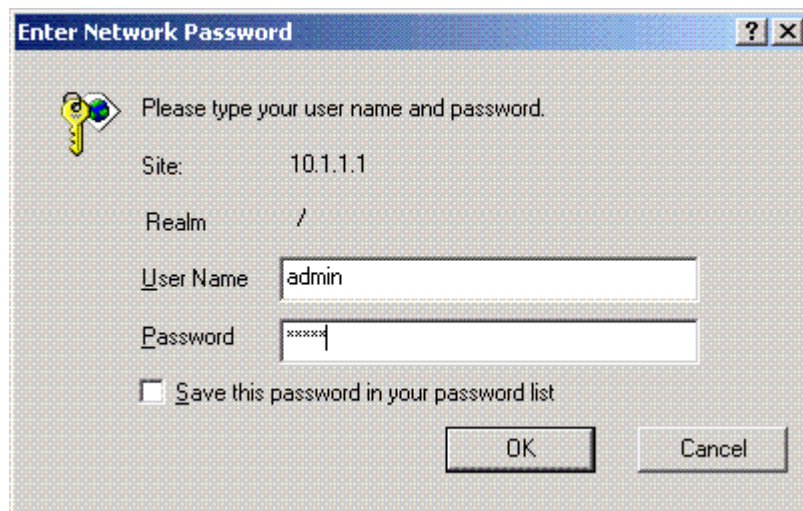 Enter Network Password
Please type your user name and password.
Site: 10.1.1.1
Realm /
User Name admin
Password *****
Save this password in your password list
OK Cancel